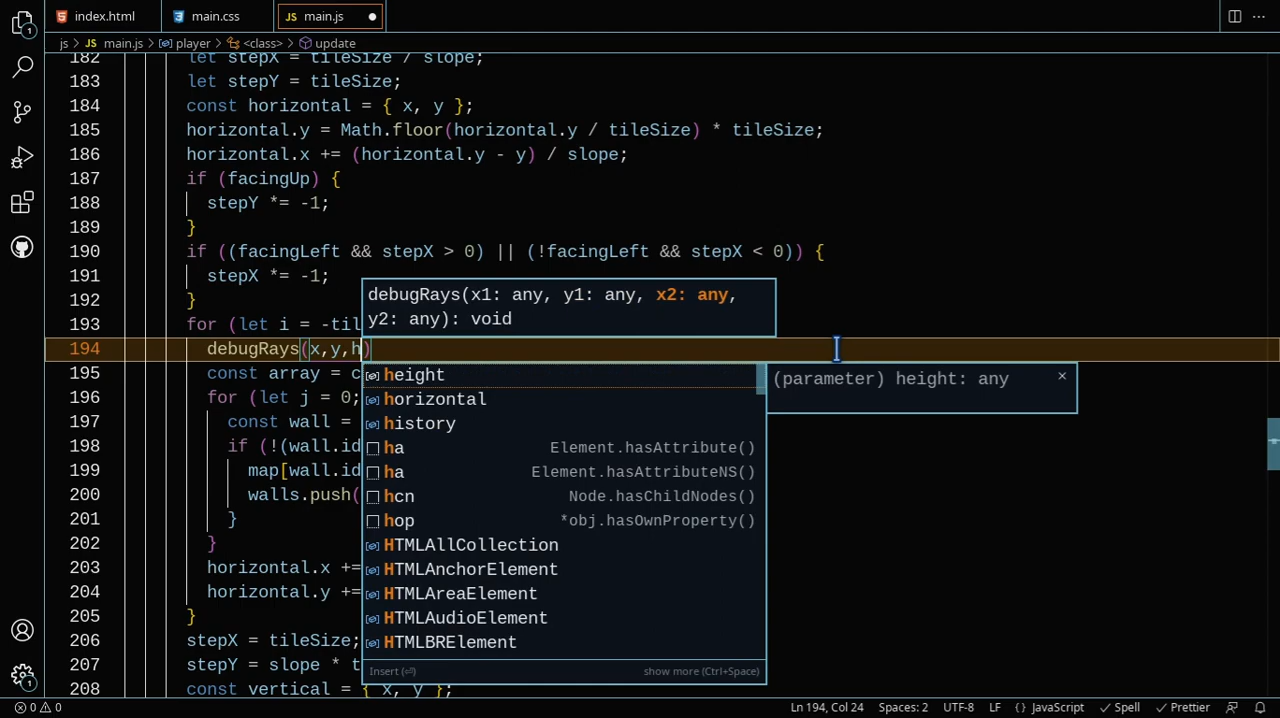 index.html main.css JS main.js
js > JS main.js > player > <class> > update
182 let stepX = tileSize / slope;
183 let stepY = tileSize;
184 const horizontal = { x, y };
185 horizontal.y = Math.floor(horizontal.y / tileSize) * tileSize;
186 horizontal.x += (horizontal.y - y) / slope;
187 if (facingUp) {
188 stepY *= -1;
189 }
190 if ((facingLeft && stepX > 0) || (!facingLeft && stepX < 0)) {
191 stepX *= -1;
192 }
debugRays(x1: any, y1: any, x2: any,
y2: any): void
193 for (let i = -til
194 debugRays(x,y,h)
195 const array = c
196 for (let j = 0;
197 const wall =
198 if (!(wall.id
199 map[wall.id
200 walls.push(
201 }
202 }
203 horizontal.x +=
204 horizontal.y +=
205 }
206 stepX = tileSize;
207 stepY = slope * t
208 const vertical = { x, y };
height
horizontal
history
ha Element.hasAttribute()
ha Element.hasAttributeNS()
hcn Node.hasChildNodes()
hop *obj.hasOwnProperty()
HTMLAllCollection
HTMLAnchorElement
HTMLAreaElement
HTMLAudioElement
HTMLBRElement
Insert (⏎) show more (Ctrl+Space)
(parameter) height: any ×
1
1
0 0 Ln 194, Col 24 Spaces: 2 UTF-8 LF {} JavaScript ✓ Spell ✓ Prettier